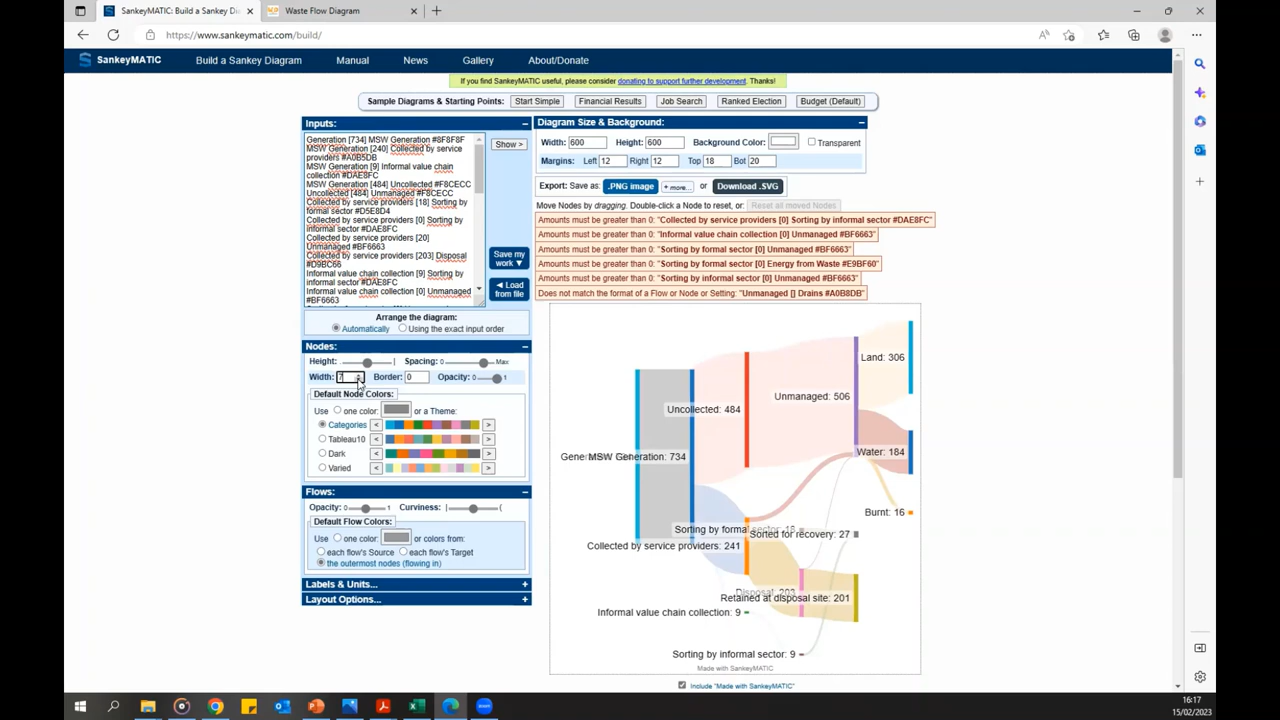 SankeyMATIC: Build a Sankey Di
Waste Flow Diagram
https://www.sankeymatic.com/build/
SankeyMATIC
Build a Sankey Diagram
Manual
News
Gallery
About/Donate
If you find SankeyMATIC useful, please consider donating to support further development. Thanks!
Sample Diagrams & Starting Points:
Start Simple
Financial Results
Job Search
Ranked Election
Budget (Default)
Inputs:
Generation [734] MSW Generation #8F8F8F
MSW Generation [240] Collected by service
providers #A0B5DB
MSW Generation [9] Informal value chain
collection #DAE8FC
MSW Generation [484] Uncollected #F8CECC
Uncollected [484] Unmanaged #F8CECC
Collected by service providers [18] Sorting by
formal sector #D5E8D4
Collected by service providers [0] Sorting by
informal sector #DAE8FC
Collected by service providers [20]
Unmanaged #BF6663
Collected by service providers [203] Disposal
#D9BC66
Informal value chain collection [9] Sorting by
informal sector #DAE8FC
Informal value chain collection [0] Unmanaged
#BF6663
Show >
Save my
work ▼
◄ Load
from file
Arrange the diagram:
Automatically
Using the exact input order
Nodes:
Height:
Spacing: 0
Max
Width: 7
Border: 0
Opacity: 0
1
Default Node Colors:
Use
one color:
or a Theme:
Categories
<
>
Tableau10
<
>
Dark
<
>
Varied
<
>
Flows:
Opacity: 0
1
Curviness: |
(
Default Flow Colors:
Use
one color:
or colors from:
each flow's Source
each flow's Target
the outermost nodes (flowing in)
Labels & Units...
Layout Options...
Diagram Size & Background:
Width: 600
Height: 600
Background Color:
Transparent
Margins:
Left 12
Right 12
Top 18
Bot 20
Export: Save as:
.PNG image
+ more...
or
Download .SVG
Move Nodes by dragging. Double-click a Node to reset, or:
Reset all moved Nodes
Amounts must be greater than 0: "Collected by service providers [0] Sorting by informal sector #DAE8FC"
Amounts must be greater than 0: "Informal value chain collection [0] Unmanaged #BF6663"
Amounts must be greater than 0: "Sorting by formal sector [0] Unmanaged #BF6663"
Amounts must be greater than 0: "Sorting by formal sector [0] Energy from Waste #E9BF60"
Amounts must be greater than 0: "Sorting by informal sector [0] Unmanaged #BF6663"
Does not match the format of a Flow or Node or Setting: "Unmanaged [] Drains #A0B8DB"
Land: 306
Unmanaged: 506
Uncollected: 484
Water: 184
MSW Generation: 734
Burnt: 16
Sorting by formal sector: 18
Sorted for recovery: 27
Collected by service providers: 241
Disposal: 203
Retained at disposal site: 201
Informal value chain collection: 9
Sorting by informal sector: 9
Made with SankeyMATIC
Include "Made with SankeyMATIC"
16:17
15/02/2023